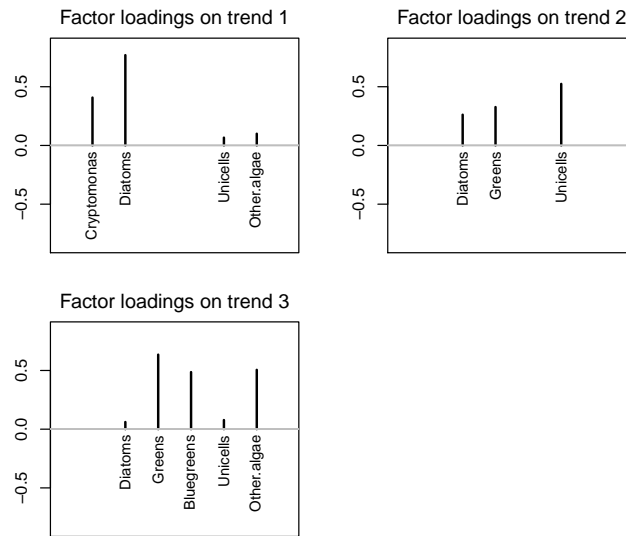 Factor loadings on trend 1
0.5
0.0
−0.5
Cryptomonas
Diatoms
Unicells
Other.algae
Factor loadings on trend 2
0.5
0.0
−0.5
Diatoms
Greens
Unicells
Factor loadings on trend 3
0.5
0.0
−0.5
Diatoms
Greens
Bluegreens
Unicells
Other.algae